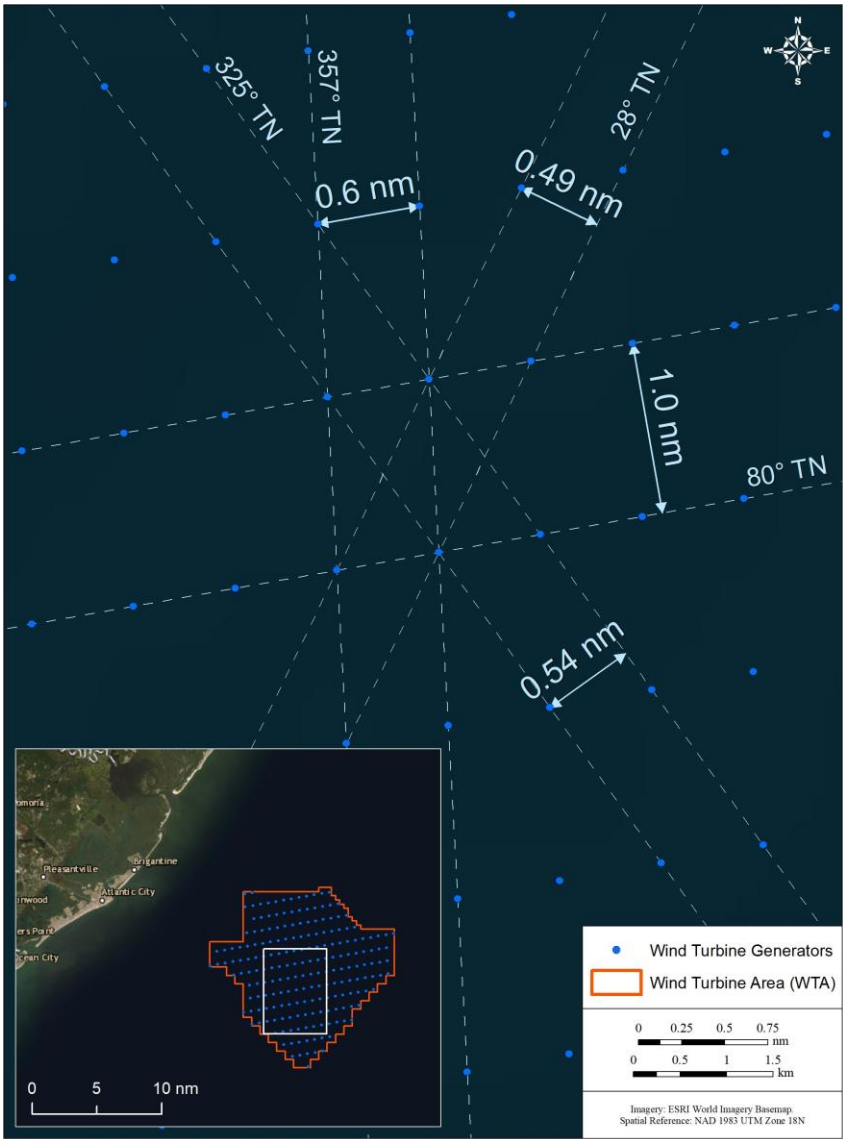 N
W E
S
325° TN
357° TN
28° TN
0.6 nm
0.49 nm
1.0 nm
80° TN
0.54 nm
omoria
Pleasantville
Brigantine
Atlantic City
inwood
ers Point
Ocean City
0 5 10 nm
Wind Turbine Generators
Wind Turbine Area (WTA)
0 0.25 0.5 0.75
nm
0 0.5 1 1.5
km
Imagery: ESRI World Imagery Basemap.
Spatial Reference: NAD 1983 UTM Zone 18N